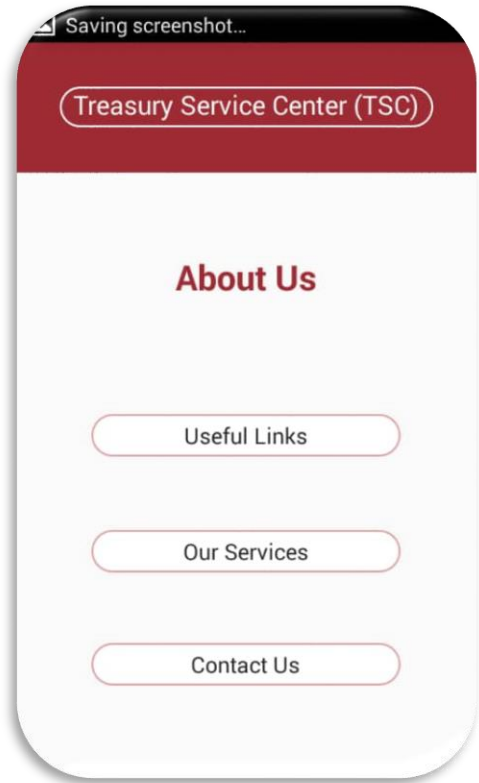 Saving screenshot...
Treasury Service Center (TSC)
About Us
Useful Links
Our Services
Contact Us